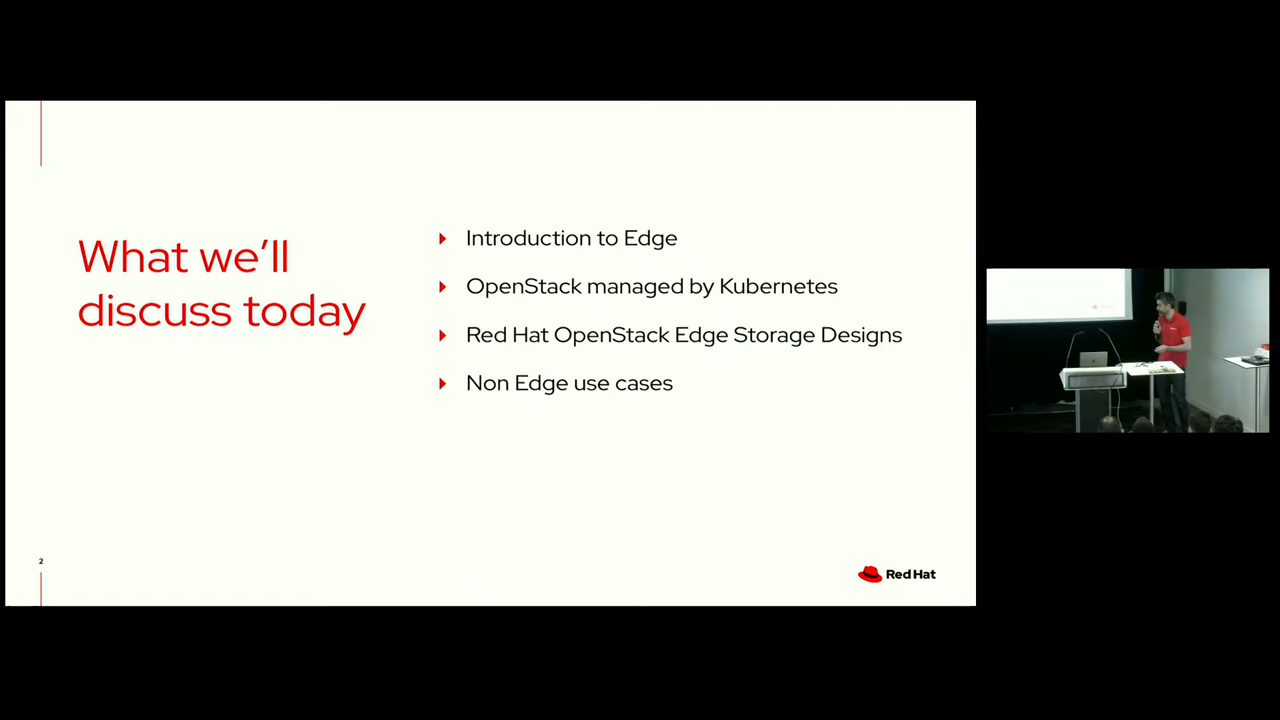 What we'll
discuss today
Introduction to Edge
OpenStack managed by Kubernetes
Red Hat OpenStack Edge Storage Designs
Non Edge use cases
2
Red Hat